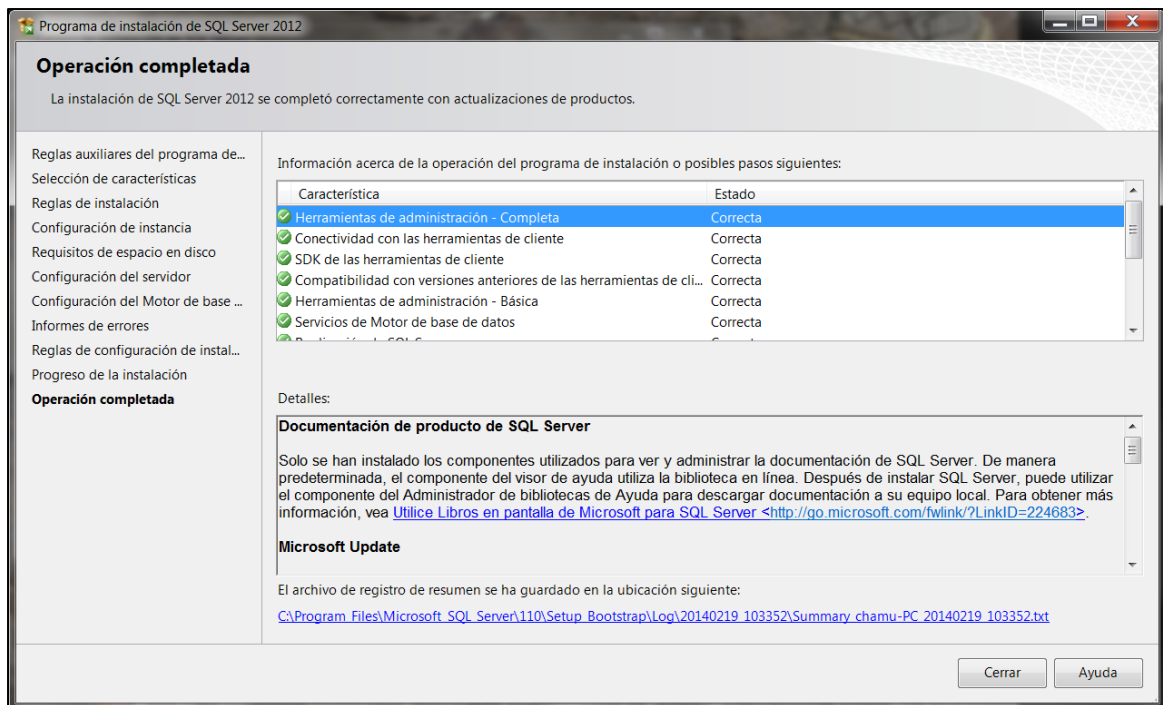 Programa de instalación de SQL Server 2012
Operación completada
La instalación de SQL Server 2012 se completó correctamente con actualizaciones de productos.
Reglas auxiliares del programa de...
Selección de características
Reglas de instalación
Configuración de instancia
Requisitos de espacio en disco
Configuración del servidor
Configuración del Motor de base ...
Informes de errores
Reglas de configuración de instal...
Progreso de la instalación
Operación completada
Información acerca de la operación del programa de instalación o posibles pasos siguientes:
Característica Estado
Herramientas de administración - Completa Correcta
Conectividad con las herramientas de cliente Correcta
SDK de las herramientas de cliente Correcta
Compatibilidad con versiones anteriores de las herramientas de cli... Correcta
Herramientas de administración - Básica Correcta
Servicios de Motor de base de datos Correcta
Detalles:
Documentación de producto de SQL Server
Solo se han instalado los componentes utilizados para ver y administrar la documentación de SQL Server. De manera
predeterminada, el componente del visor de ayuda utiliza la biblioteca en línea. Después de instalar SQL Server, puede utilizar
el componente del Administrador de bibliotecas de Ayuda para descargar documentación a su equipo local. Para obtener más
información, vea Utilice Libros en pantalla de Microsoft para SQL Server <http://go.microsoft.com/fwlink/?LinkID=224683>.
Microsoft Update
El archivo de registro de resumen se ha guardado en la ubicación siguiente:
C:\Program Files\Microsoft SQL Server\110\Setup Bootstrap\Log\20140219_103352\Summary_chamu-PC_20140219_103352.txt
Cerrar Ayuda